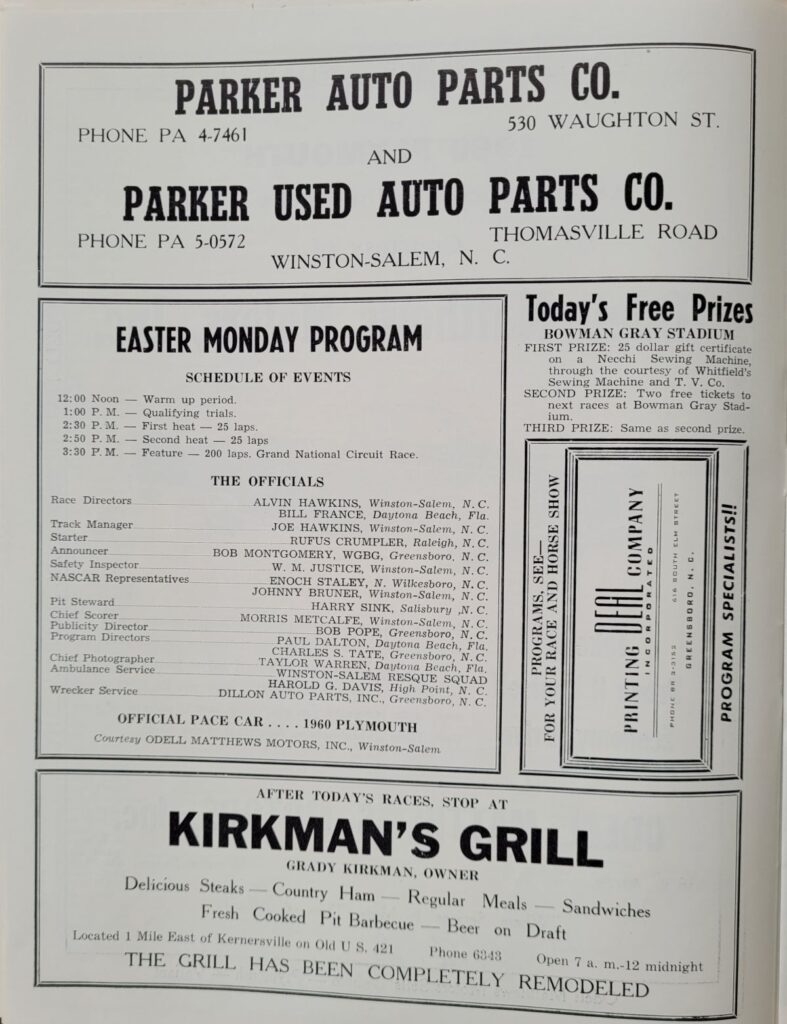 PARKER AUTO PARTS CO.
PHONE PA 4-7461
530 WAUGHTON ST.
AND
PARKER USED AUTO PARTS CO.
PHONE PA 5-0572
THOMASVILLE ROAD
WINSTON-SALEM, N. C.
EASTER MONDAY PROGRAM
SCHEDULE OF EVENTS
12:00 Noon — Warm up period.
1:00 P. M. — Qualifying trials.
2:30 P. M. — First heat — 25 laps.
2:50 P. M. — Second heat — 25 laps
3:30 P. M. — Feature — 200 laps. Grand National Circuit Race.
THE OFFICIALS
Race Directors ALVIN HAWKINS, Winston-Salem, N. C.
BILL FRANCE, Daytona Beach, Fla.
Track Manager JOE HAWKINS, Winston-Salem, N. C.
Starter RUFUS CRUMPLER, Raleigh, N. C.
Announcer BOB MONTGOMERY, WGBG, Greensboro, N. C.
Safety Inspector W. M. JUSTICE, Winston-Salem, N. C.
NASCAR Representatives ENOCH STALEY, N. Wilkesboro, N. C.
JOHNNY BRUNER, Winston-Salem, N. C.
Pit Steward HARRY SINK, Salisbury ,N. C.
Chief Scorer MORRIS METCALFE, Winston-Salem, N. C.
Publicity Director BOB POPE, Greensboro, N. C.
Program Directors PAUL DALTON, Daytona Beach, Fla.
CHARLES S. TATE, Greensboro, N. C.
Chief Photographer TAYLOR WARREN, Daytona Beach, Fla.
Ambulance Service WINSTON-SALEM RESQUE SQUAD
HAROLD G. DAVIS, High Point, N. C.
Wrecker Service DILLON AUTO PARTS, INC., Greensboro, N. C.
OFFICIAL PACE CAR .... 1960 PLYMOUTH
Courtesy ODELL MATTHEWS MOTORS, INC., Winston-Salem
Today's Free Prizes
BOWMAN GRAY STADIUM
FIRST PRIZE: 25 dollar gift certificate
on a Necchi Sewing Machine,
through the courtesy of Whitfield's
Sewing Machine and T. V. Co.
SECOND PRIZE: Two free tickets to
next races at Bowman Gray Stad-
ium.
THIRD PRIZE: Same as second prize.
FOR YOUR RACE AND HORSE SHOW
PROGRAMS, SEE—
PRINTING DEAL COMPANY
INCORPORATED
PHONE BR 3-3152
616 SOUTH ELM STREET
GREENSBORO, N. C.
PROGRAM SPECIALISTS!!
AFTER TODAY'S RACES, STOP AT
KIRKMAN'S GRILL
GRADY KIRKMAN, OWNER
Delicious Steaks — Country Ham — Regular Meals — Sandwiches
Fresh Cooked Pit Barbecue — Beer on Draft
Located 1 Mile East of Kernersville on Old U S. 421 Phone 6343 Open 7 a. m.-12 midnight
THE GRILL HAS BEEN COMPLETELY REMODELED